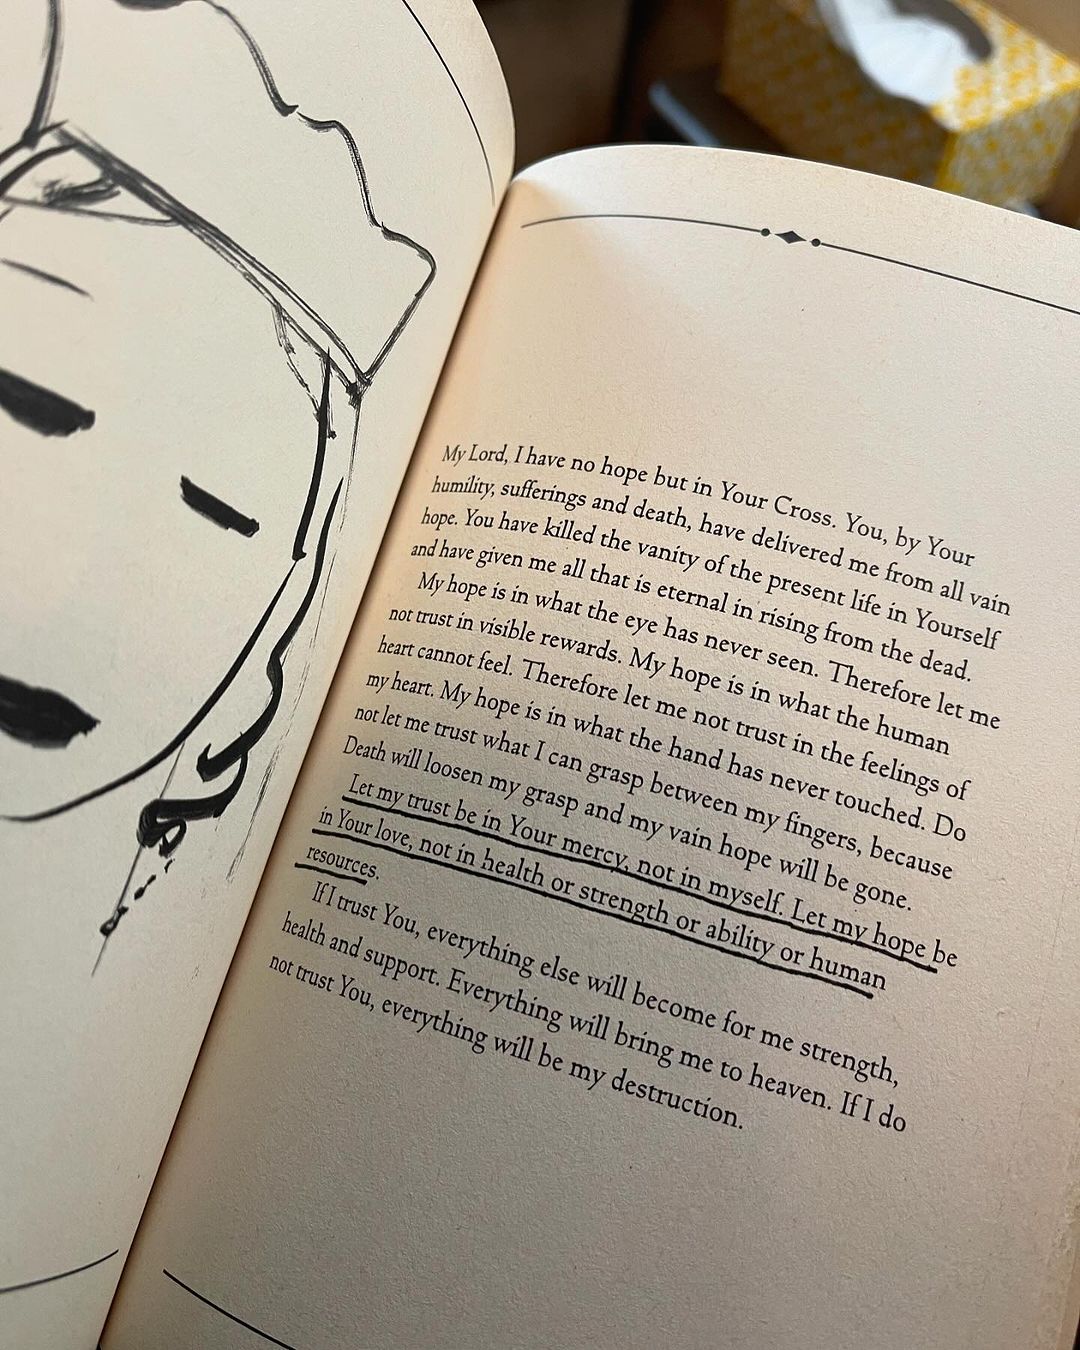 My Lord, I have no hope but in Your Cross. You, by Your
humility, sufferings and death, have delivered me from all vain
hope. You have killed the vanity of the present life in Yourself
and have given me all that is eternal in rising from the dead.
My hope is in what the eye has never seen. Therefore let me
not trust in visible rewards. My hope is in what the human
heart cannot feel. Therefore let me not trust in the feelings of
my heart. My hope is in what the hand has never touched. Do
not let me trust what I can grasp between my fingers, because
Death will loosen my grasp and my vain hope will be gone.
Let my trust be in Your mercy, not in myself. Let my hope be
in Your love, not in health or strength or ability or human
resources.
If I trust You, everything else will become for me strength,
health and support. Everything will bring me to heaven. If I do
not trust You, everything will be my destruction.